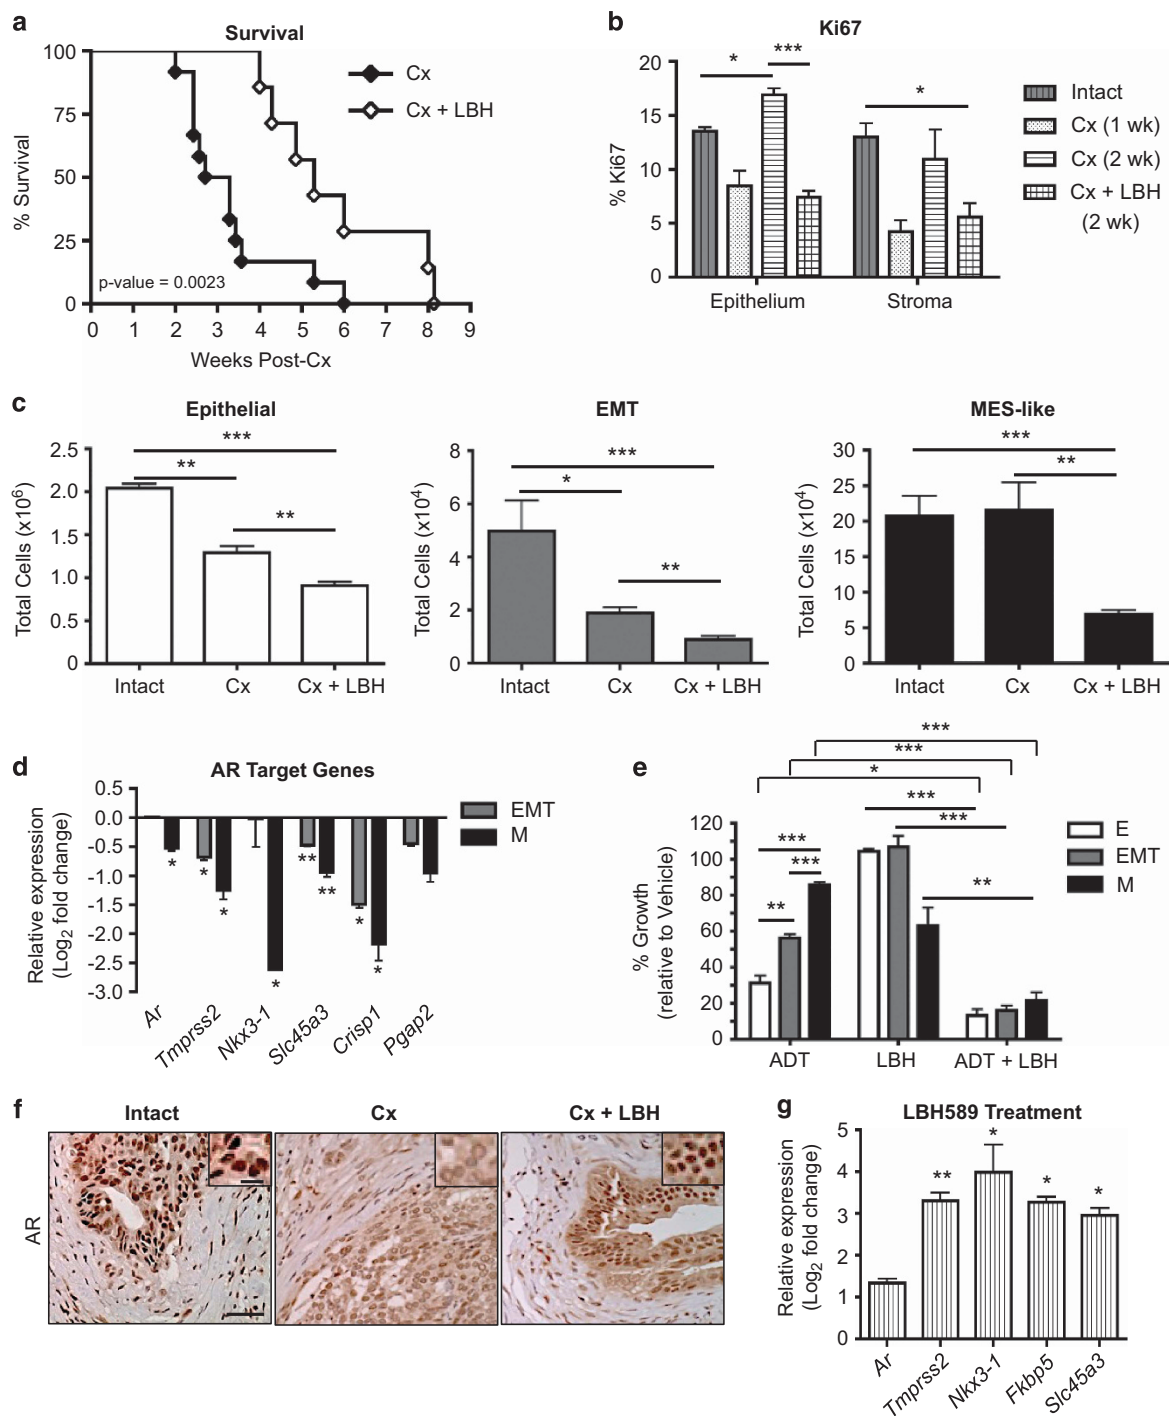 a
Survival
100
75
50
25
0
% Survival
Cx
Cx + LBH
p-value = 0.0023
0 1 2 3 4 5 6 7 8 9
Weeks Post-Cx
b
Ki67
20
15
10
5
0
% Ki67
*
***
*
Intact
Cx (1 wk)
Cx (2 wk)
Cx + LBH
(2 wk)
Epithelium Stroma
c
Epithelial
2.5
2.0
1.5
1.0
0.5
0
Total Cells (x10⁶)
***
**
**
Intact Cx Cx + LBH
EMT
8
6
4
2
0
Total Cells (x10⁴)
***
*
**
Intact Cx Cx + LBH
MES-like
30
25
20
15
10
5
0
Total Cells (x10⁴)
***
**
Intact Cx Cx + LBH
d
AR Target Genes
0.5
0.0
-0.5
-1.0
-1.5
-2.0
-2.5
-3.0
Relative expression
(Log₂ fold change)
EMT
M
* * * * ** ** * *
Ar Tmprss2 Nkx3-1 Slc45a3 Crisp1 Pgap2
e
***
***
*
***
***
**
***
***
**
120
100
80
60
40
20
0
% Growth
(relative to Vehicle)
E
EMT
M
ADT LBH ADT + LBH
f
Intact Cx Cx + LBH
AR
g
LBH589 Treatment
5
4
3
2
1
0
Relative expression
(Log₂ fold change)
** * * *
Ar Tmprss2 Nkx3-1 Fkbp5 Slc45a3